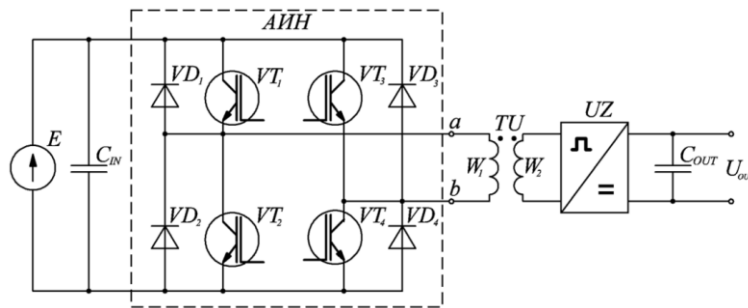 АИН
VD1 VT1 VT3 VD3
E CIN
a TU UZ
W1 W2 COUT
b
VD2 VT2 VT4 VD4